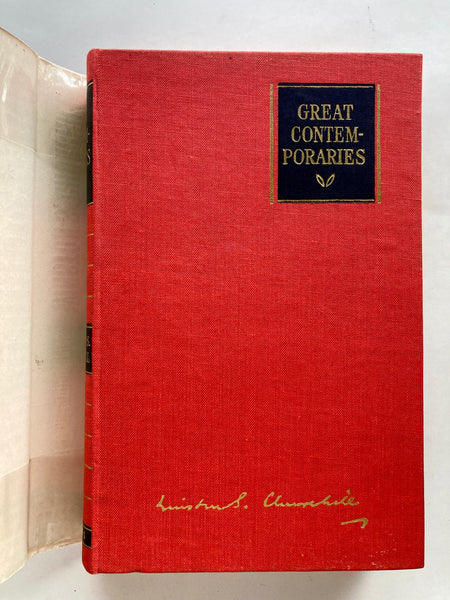 GREAT
CONTEM-
PORARIES
Winston S. Churchill